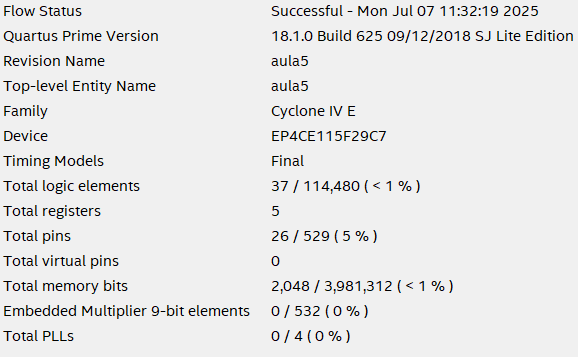 Flow Status Successful - Mon Jul 07 11:32:19 2025
Quartus Prime Version 18.1.0 Build 625 09/12/2018 SJ Lite Edition
Revision Name aula5
Top-level Entity Name aula5
Family Cyclone IV E
Device EP4CE115F29C7
Timing Models Final
Total logic elements 37 / 114,480 ( < 1 % )
Total registers 5
Total pins 26 / 529 ( 5 % )
Total virtual pins 0
Total memory bits 2,048 / 3,981,312 ( < 1 % )
Embedded Multiplier 9-bit elements 0 / 532 ( 0 % )
Total PLLs 0 / 4 ( 0 % )